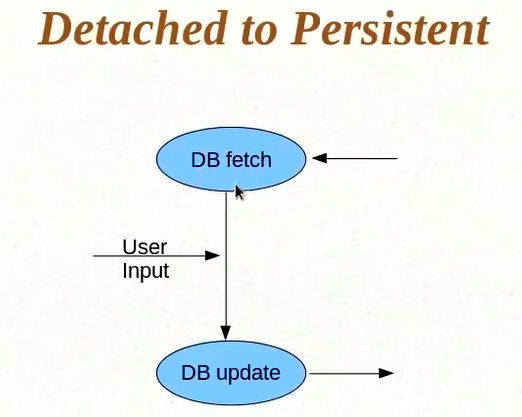 Detached to Persistent
DB fetch
User
Input
DB update